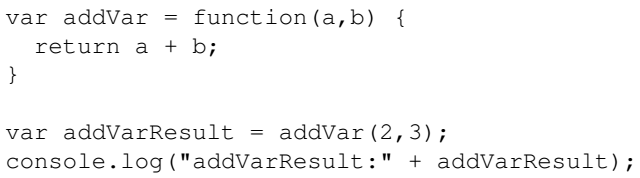 var addVar = function(a,b) {
  return a + b;
}

var addVarResult = addVar(2,3);
console.log("addVarResult:" + addVarResult);